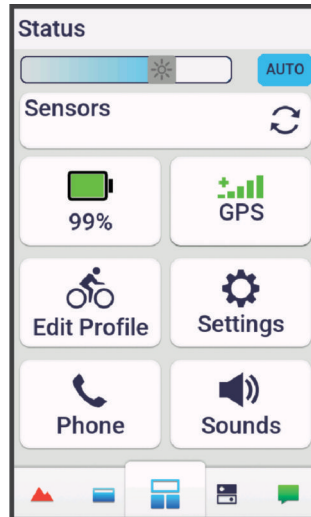 Status
AUTO
Sensors
99%
GPS
Edit Profile
Settings
Phone
Sounds